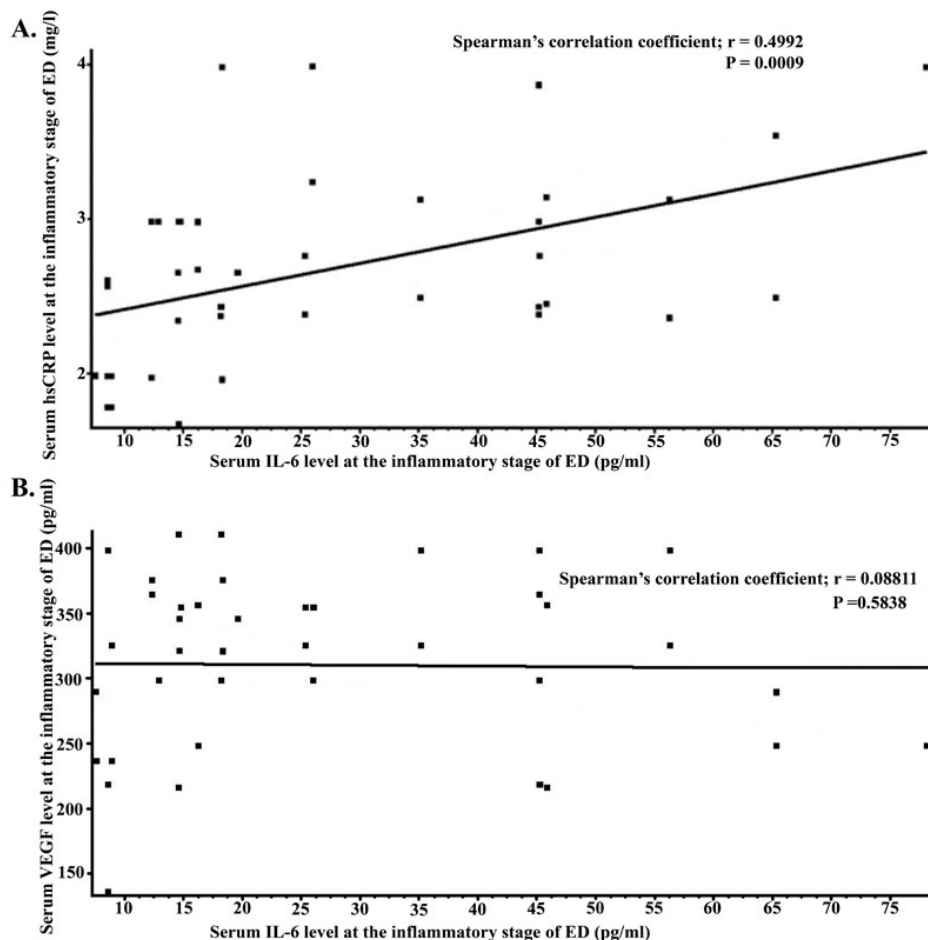 A.
Serum hsCRP level at the inflammatory stage of ED (mg/l)
Spearman's correlation coefficient; r = 0.4992
P = 0.0009
4
3
2
10 15 20 25 30 35 40 45 50 55 60 65 70 75
Serum IL-6 level at the inflammatory stage of ED (pg/ml)
B.
Serum VEGF level at the inflammatory stage of ED (pg/ml)
Spearman's correlation coefficient; r = 0.08811
P =0.5838
400
350
300
250
200
150
10 15 20 25 30 35 40 45 50 55 60 65 70 75
Serum IL-6 level at the inflammatory stage of ED (pg/ml)